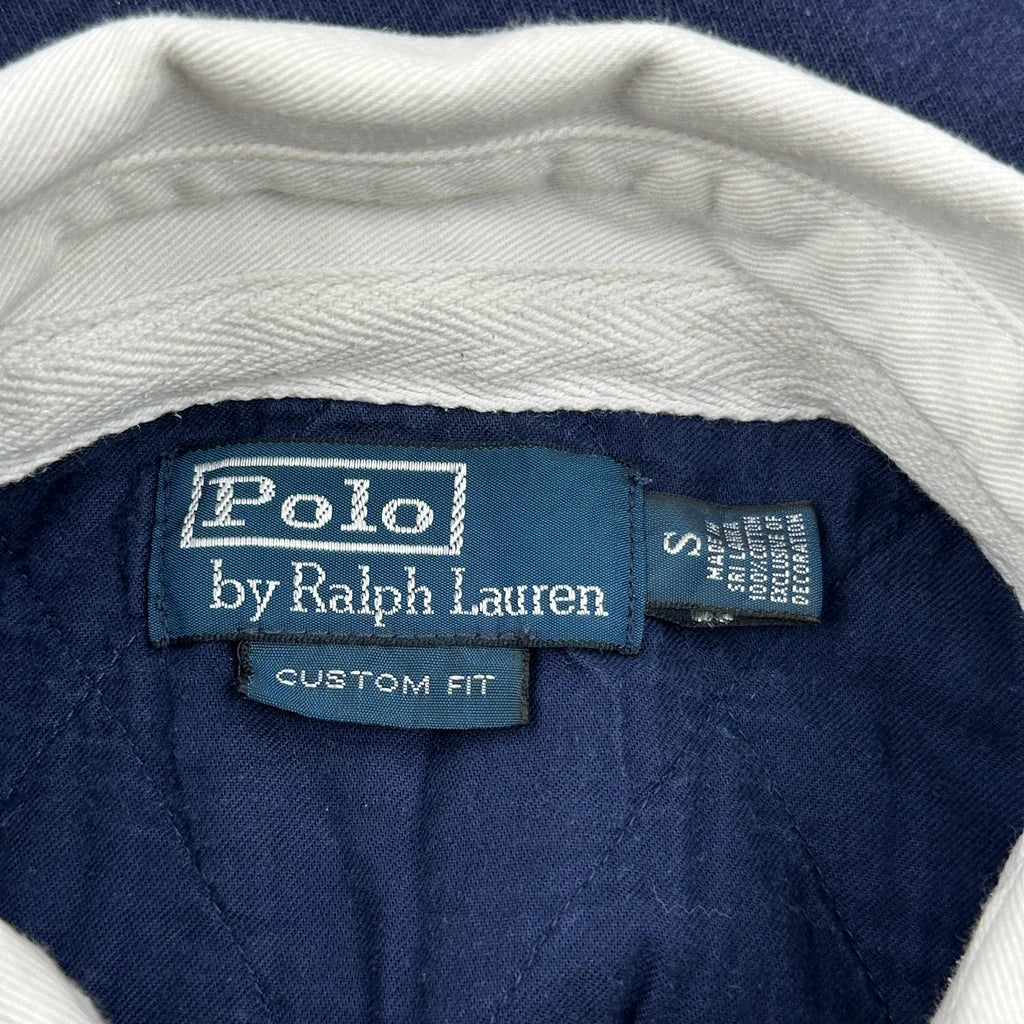 Polo
by Ralph Lauren
CUSTOM FIT
S
MADE IN
SRI LANKA
100% COTTON
EXCLUSIVE OF
DECORATION